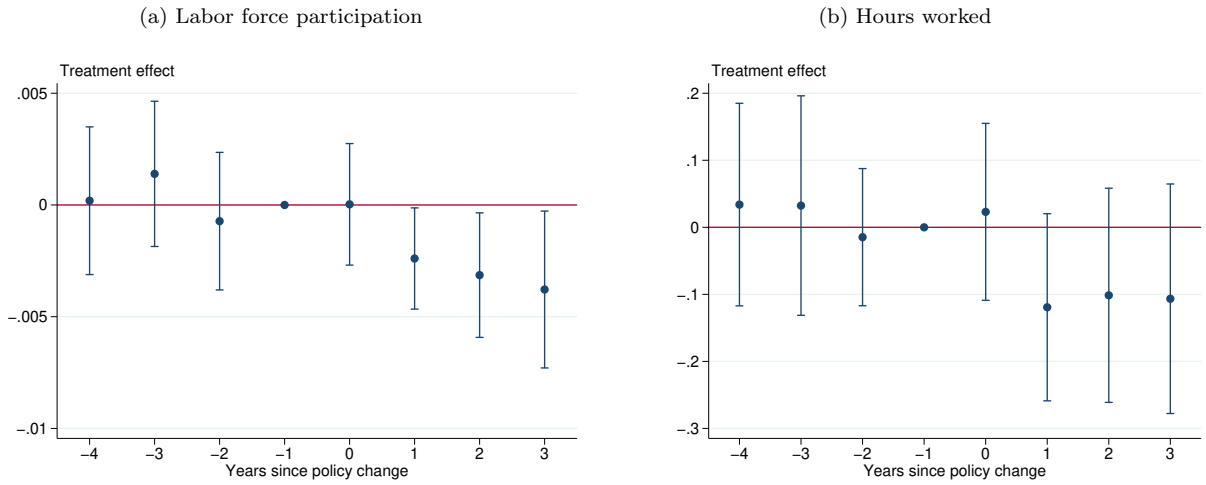 (a) Labor force participation
Treatment effect
.005
0
−.005
−.01
−4 −3 −2 −1 0 1 2 3
Years since policy change
(b) Hours worked
Treatment effect
.2
.1
0
−.1
−.2
−.3
−4 −3 −2 −1 0 1 2 3
Years since policy change